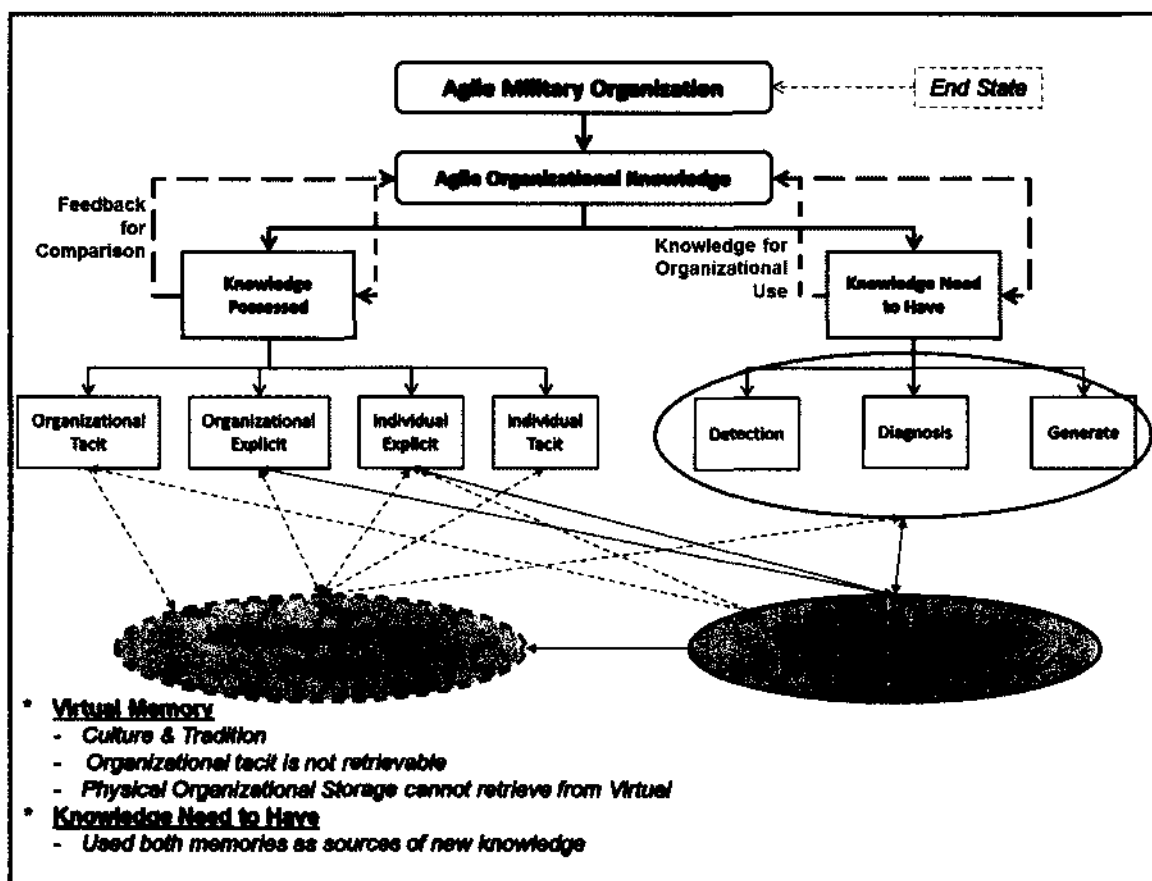 Agile Military Organization
End State
Agile Organizational Knowledge
Feedback
for
Comparison
Knowledge for
Organizational
Use
Knowledge
Possessed
Knowledge Need
to Have
Organizational
Tacit
Organizational
Explicit
Individual
Explicit
Individual
Tacit
Detection
Diagnosis
Generate
* Virtual Memory
- Culture & Tradition
- Organizational tacit is not retrievable
- Physical Organizational Storage cannot retrieve from Virtual
* Knowledge Need to Have
- Used both memories as sources of new knowledge